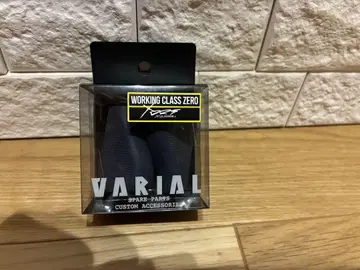 WORKING CLASS ZERO
VARIAL
SPARE PARTS
CUSTOM ACCESSORIES